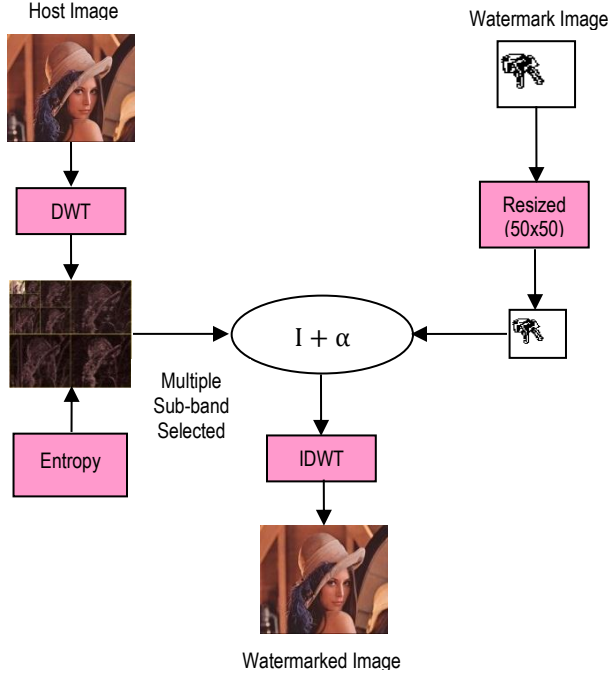 Host Image
Watermark Image
DWT
Resized
(50x50)
I + α
Multiple
Sub-band
Selected
Entropy
IDWT
Watermarked Image